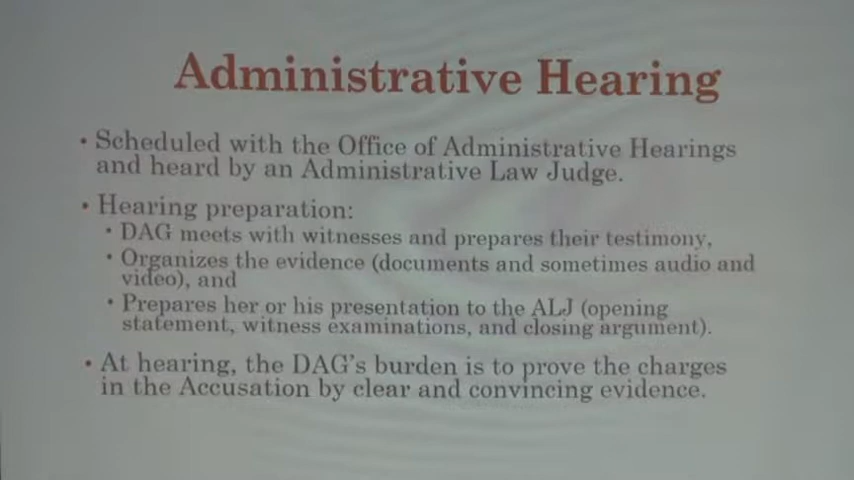 Administrative Hearing
• Scheduled with the Office of Administrative Hearings
and heard by an Administrative Law Judge.
• Hearing preparation:
• DAG meets with witnesses and prepares their testimony,
• Organizes the evidence (documents and sometimes audio and
video), and
• Prepares her or his presentation to the ALJ (opening
statement, witness examinations, and closing argument).
• At hearing, the DAG's burden is to prove the charges
in the Accusation by clear and convincing evidence.